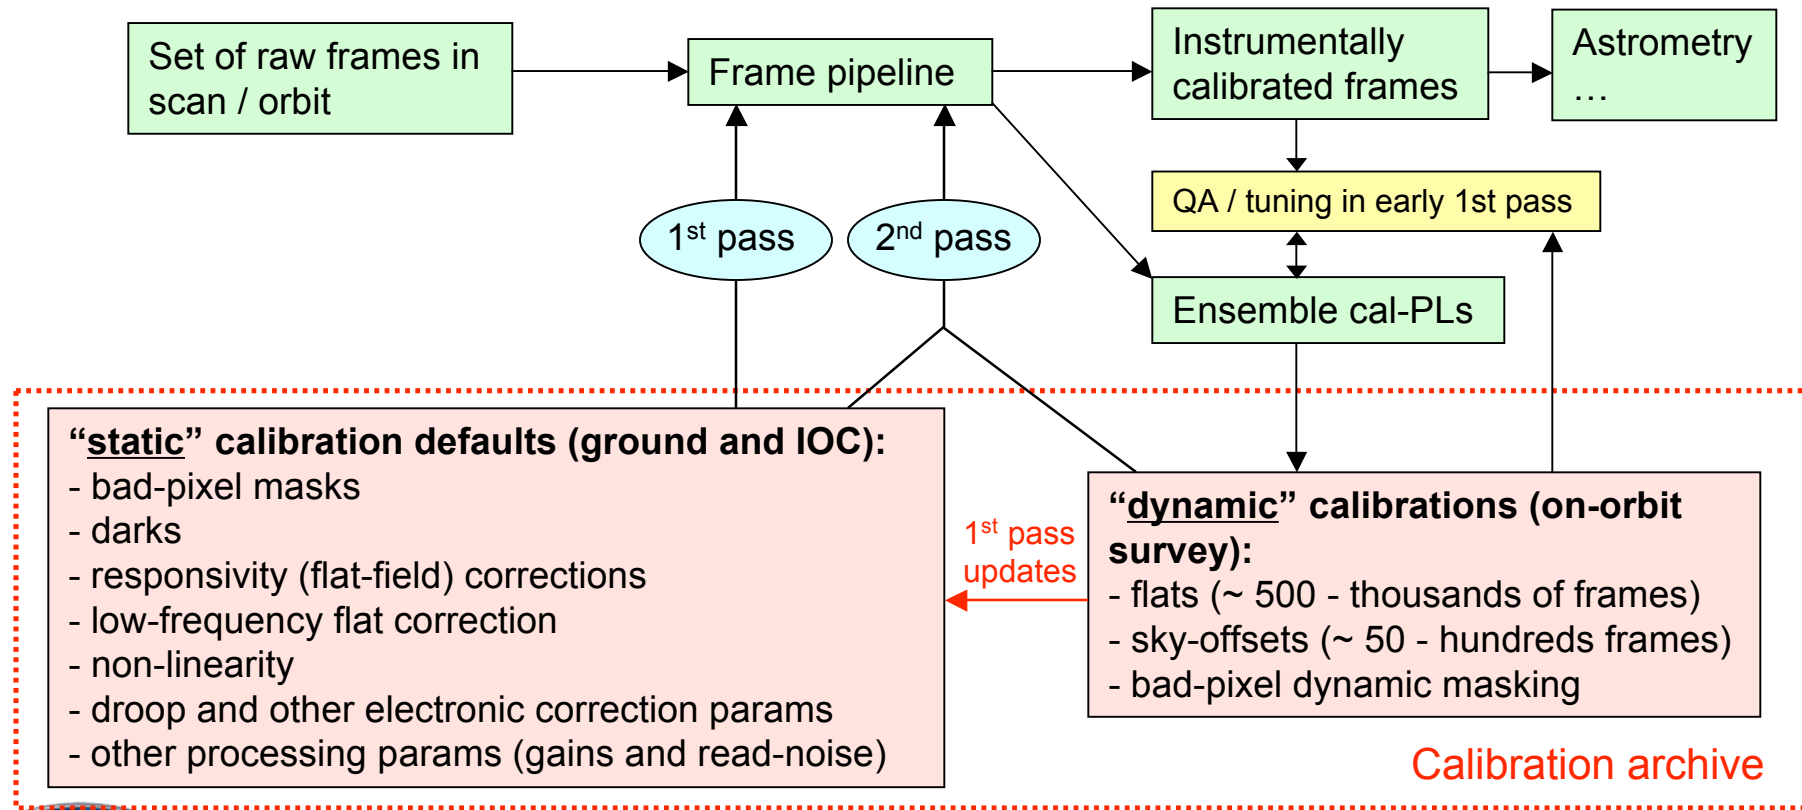 Set of raw frames in
scan / orbit
Frame pipeline
Instrumentally
calibrated frames
Astrometry
…
QA / tuning in early 1st pass
1st pass
2nd pass
Ensemble cal-PLs
“static” calibration defaults (ground and IOC):
- bad-pixel masks
- darks
- responsivity (flat-field) corrections
- low-frequency flat correction
- non-linearity
- droop and other electronic correction params
- other processing params (gains and read-noise)
1st pass
updates
“dynamic” calibrations (on-orbit
survey):
- flats (~ 500 - thousands of frames)
- sky-offsets (~ 50 - hundreds frames)
- bad-pixel dynamic masking
Calibration archive